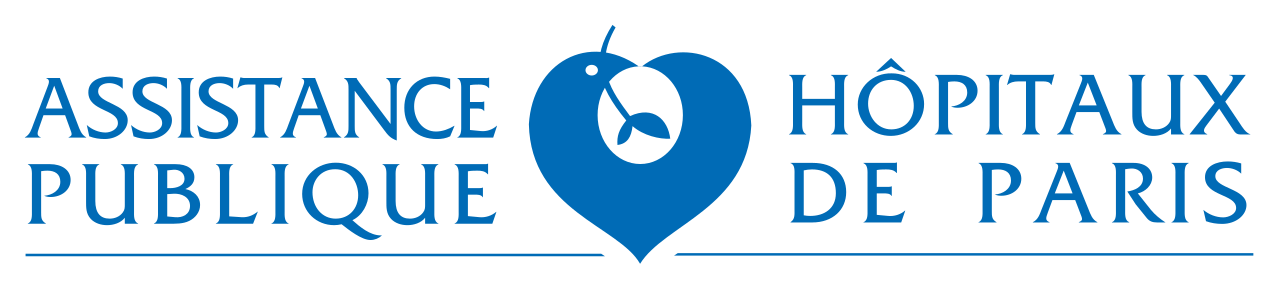 ASSISTANCE
PUBLIQUE
HÔPITAUX
DE PARIS